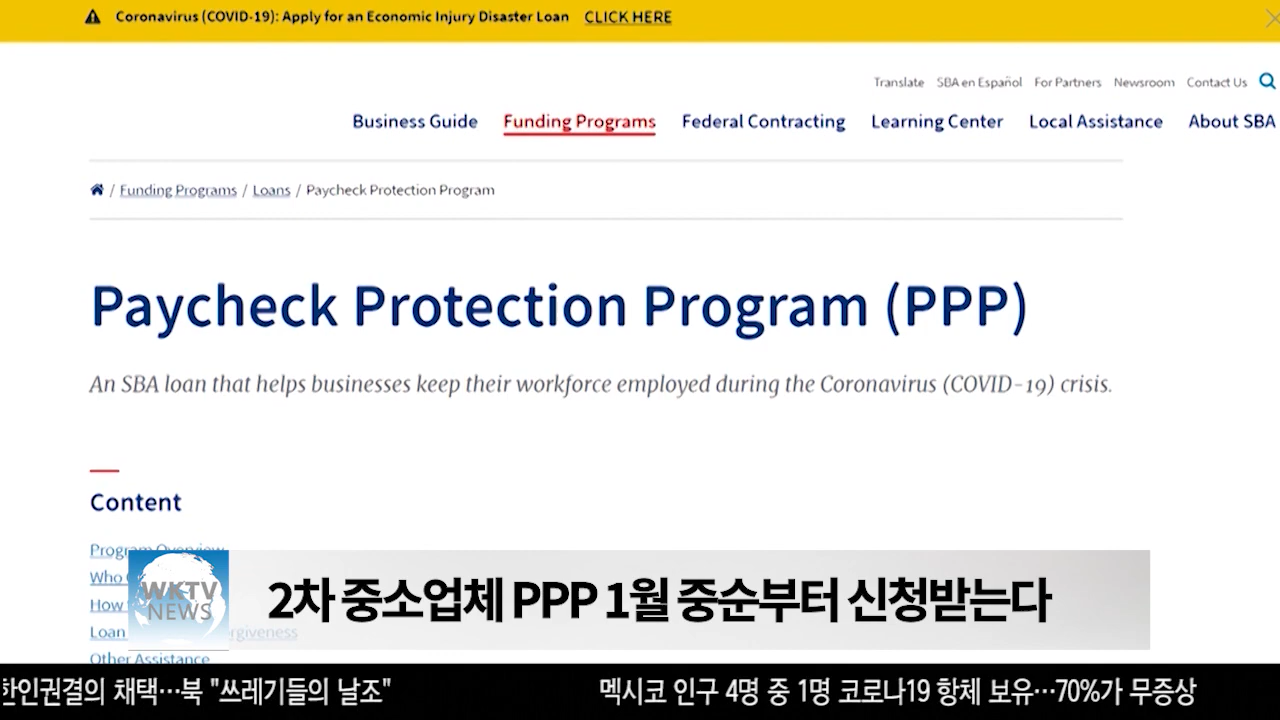 Coronavirus (COVID-19): Apply for an Economic Injury Disaster Loan CLICK HERE
Translate SBA en Español For Partners Newsroom Contact Us
Business Guide Funding Programs Federal Contracting Learning Center Local Assistance About SBA
/ Funding Programs / Loans / Paycheck Protection Program
Paycheck Protection Program (PPP)
An SBA loan that helps businesses keep their workforce employed during the Coronavirus (COVID-19) crisis.
Content
Program Overview
Who
How
Loan
Other Assistance
WKTV
NEWS
2차 중소업체 PPP 1월 중순부터 신청받는다
한인권결의 채택…북 "쓰레기들의 날조" 멕시코 인구 4명 중 1명 코로나19 항체 보유…70%가 무증상